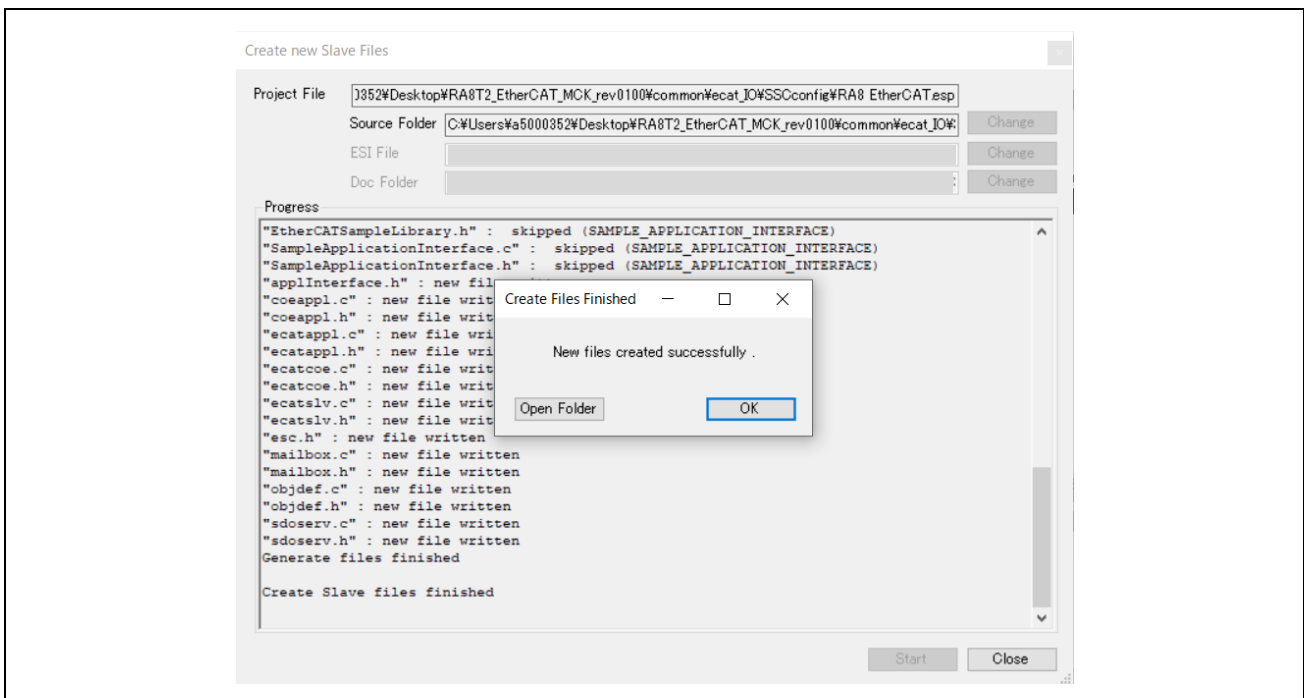 Create new Slave Files
Project File
)352¥Desktop¥RA8T2_EtherCAT_MCK_rev0100¥common¥ecat_IO¥SSCconfig¥RA8 EtherCAT.esp
Source Folder C:¥Users¥a5000352¥Desktop¥RA8T2_EtherCAT_MCK_rev0100¥common¥ecat_IO¥ Change
ESI File Change
Doc Folder Change
Progress
"EtherCATSampleLibrary.h" : skipped (SAMPLE_APPLICATION_INTERFACE)
"SampleApplicationInterface.c" : skipped (SAMPLE_APPLICATION_INTERFACE)
"SampleApplicationInterface.h" : skipped (SAMPLE_APPLICATION_INTERFACE)
"applInterface.h" : new fil
"coeappl.c" : new file writ
"coeappl.h" : new file writ
"ecatappl.c" : new file wri
"ecatappl.h" : new file wri
"ecatcoe.c" : new file writ
"ecatcoe.h" : new file writ
"ecatslv.c" : new file writ
"ecatslv.h" : new file writ
"esc.h" : new file written
"mailbox.c" : new file written
"mailbox.h" : new file written
"objdef.c" : new file written
"objdef.h" : new file written
"sdoserv.c" : new file written
"sdoserv.h" : new file written
Generate files finished
Create Slave files finished
Create Files Finished
New files created successfully .
Open Folder OK
Start Close